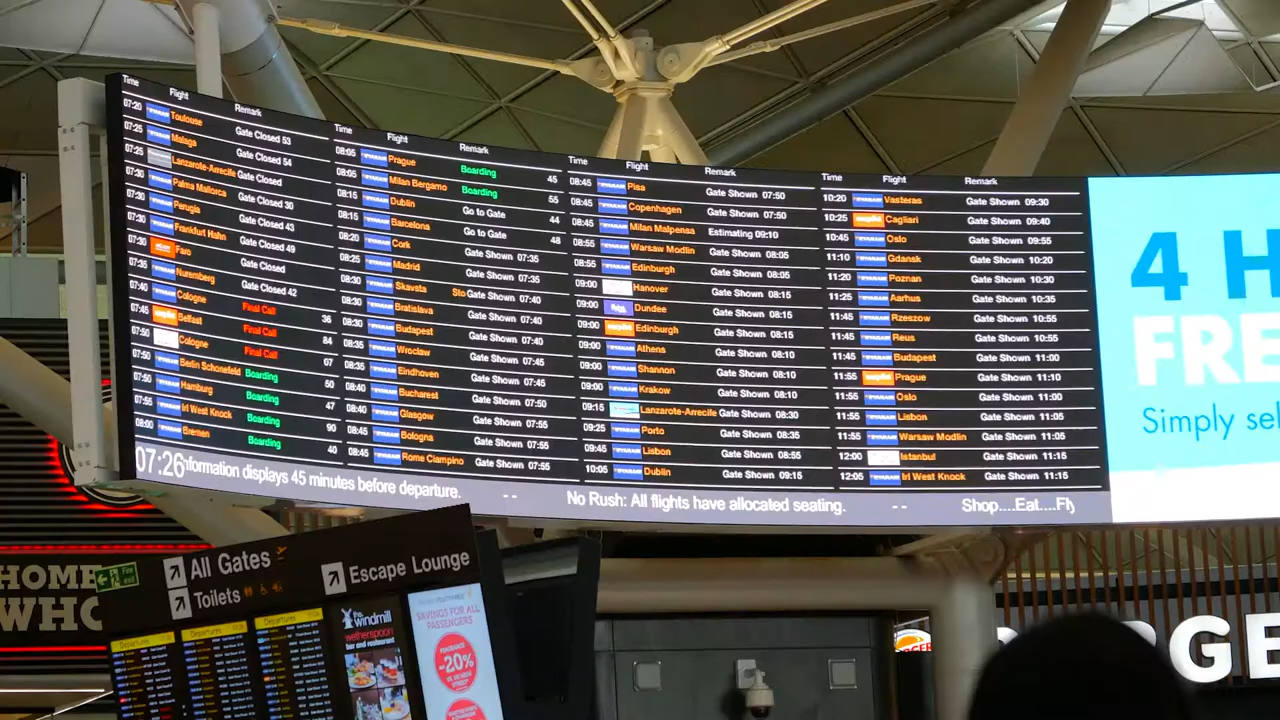 Time Flight Remark
07:20 Toulouse Gate Closed 53
07:25 Malaga Gate Closed 54
07:25 Lanzarote-Arrecife Closed
07:30 Palma Mallorca Gate Closed 30
07:30 Perugia Gate Closed 43
07:30 Frankfurt Hahn Gate Closed 49
07:30 Faro Gate Closed
07:35 Nuremberg Gate Closed 42
07:40 Cologne Final Call 36
07:45 Belfast Final Call 84
07:50 Cologne Final Call 07
07:50 Berlin Schonefeld Boarding 50
07:50 Hamburg Boarding 47
07:55 Irl West Knock Boarding 90
08:00 Bremen Boarding 40
Time Flight Remark
08:05 Prague Boarding 45
08:05 Milan Bergamo Boarding 55
08:15 Dublin Go to Gate 44
08:15 Barcelona Go to Gate 48
08:20 Cork Gate Shown 07:35
08:25 Madrid Gate Shown 07:35
08:30 Skavsta Sto Gate Shown 07:40
08:30 Bratislava Gate Shown 07:40
08:30 Budapest Gate Shown 07:40
08:35 Wroclaw Gate Shown 07:45
08:35 Eindhoven Gate Shown 07:45
08:40 Bucharest Gate Shown 07:50
08:40 Glasgow Gate Shown 07:55
08:40 Bologna Gate Shown 07:55
08:45 Rome Ciampino Gate Shown 07:55
Time Flight Remark
08:45 Pisa Gate Shown 07:50
08:45 Copenhagen Gate Shown 07:50
08:45 Milan Malpensa Estimating 09:10
08:55 Warsaw Modlin Gate Shown 08:05
08:55 Edinburgh Gate Shown 08:05
09:00 Hanover Gate Shown 08:15
09:00 Dundee Gate Shown 08:15
09:00 Edinburgh Gate Shown 08:15
09:00 Athens Gate Shown 08:10
09:00 Shannon Gate Shown 08:10
09:00 Krakow Gate Shown 08:10
09:15 Lanzarote-Arrecife Gate Shown 08:30
09:25 Porto Gate Shown 08:35
09:45 Lisbon Gate Shown
10:05 Dublin Gate Shown 09:15
Time Flight Remark
10:20 Vasteras Gate Shown 09:30
10:25 Cagliari Gate Shown 09:40
10:45 Oslo Gate Shown 09:55
11:10 Gdansk Gate Shown 10:20
11:20 Poznan Gate Shown 10:30
11:25 Aarhus Gate Shown 10:35
11:45 Rzeszow Gate Shown 10:55
11:45 Reus Gate Shown 10:55
11:45 Budapest Gate Shown 11:00
11:55 Prague Gate Shown 11:10
11:55 Oslo Gate Shown 11:00
11:55 Lisbon Gate Shown 11:05
11:55 Warsaw Modlin Gate Shown 11:05
12:00 Istanbul Gate Shown 11:15
12:05 Irl West Knock Gate Shown 11:15
07:26 nformation displays 45 minutes before departure. -- No Rush: All flights have allocated seating. -- Shop....Eat....Fly
4 H
FRE
Simply sel
All Gates
Toilets
Escape Lounge
HOME
WHO
Departures
Departures
Departures
the windmill
wetherspoon
bar and restaurant
SAVINGS FOR ALL
PASSENGERS
-20%
BURGER
GE